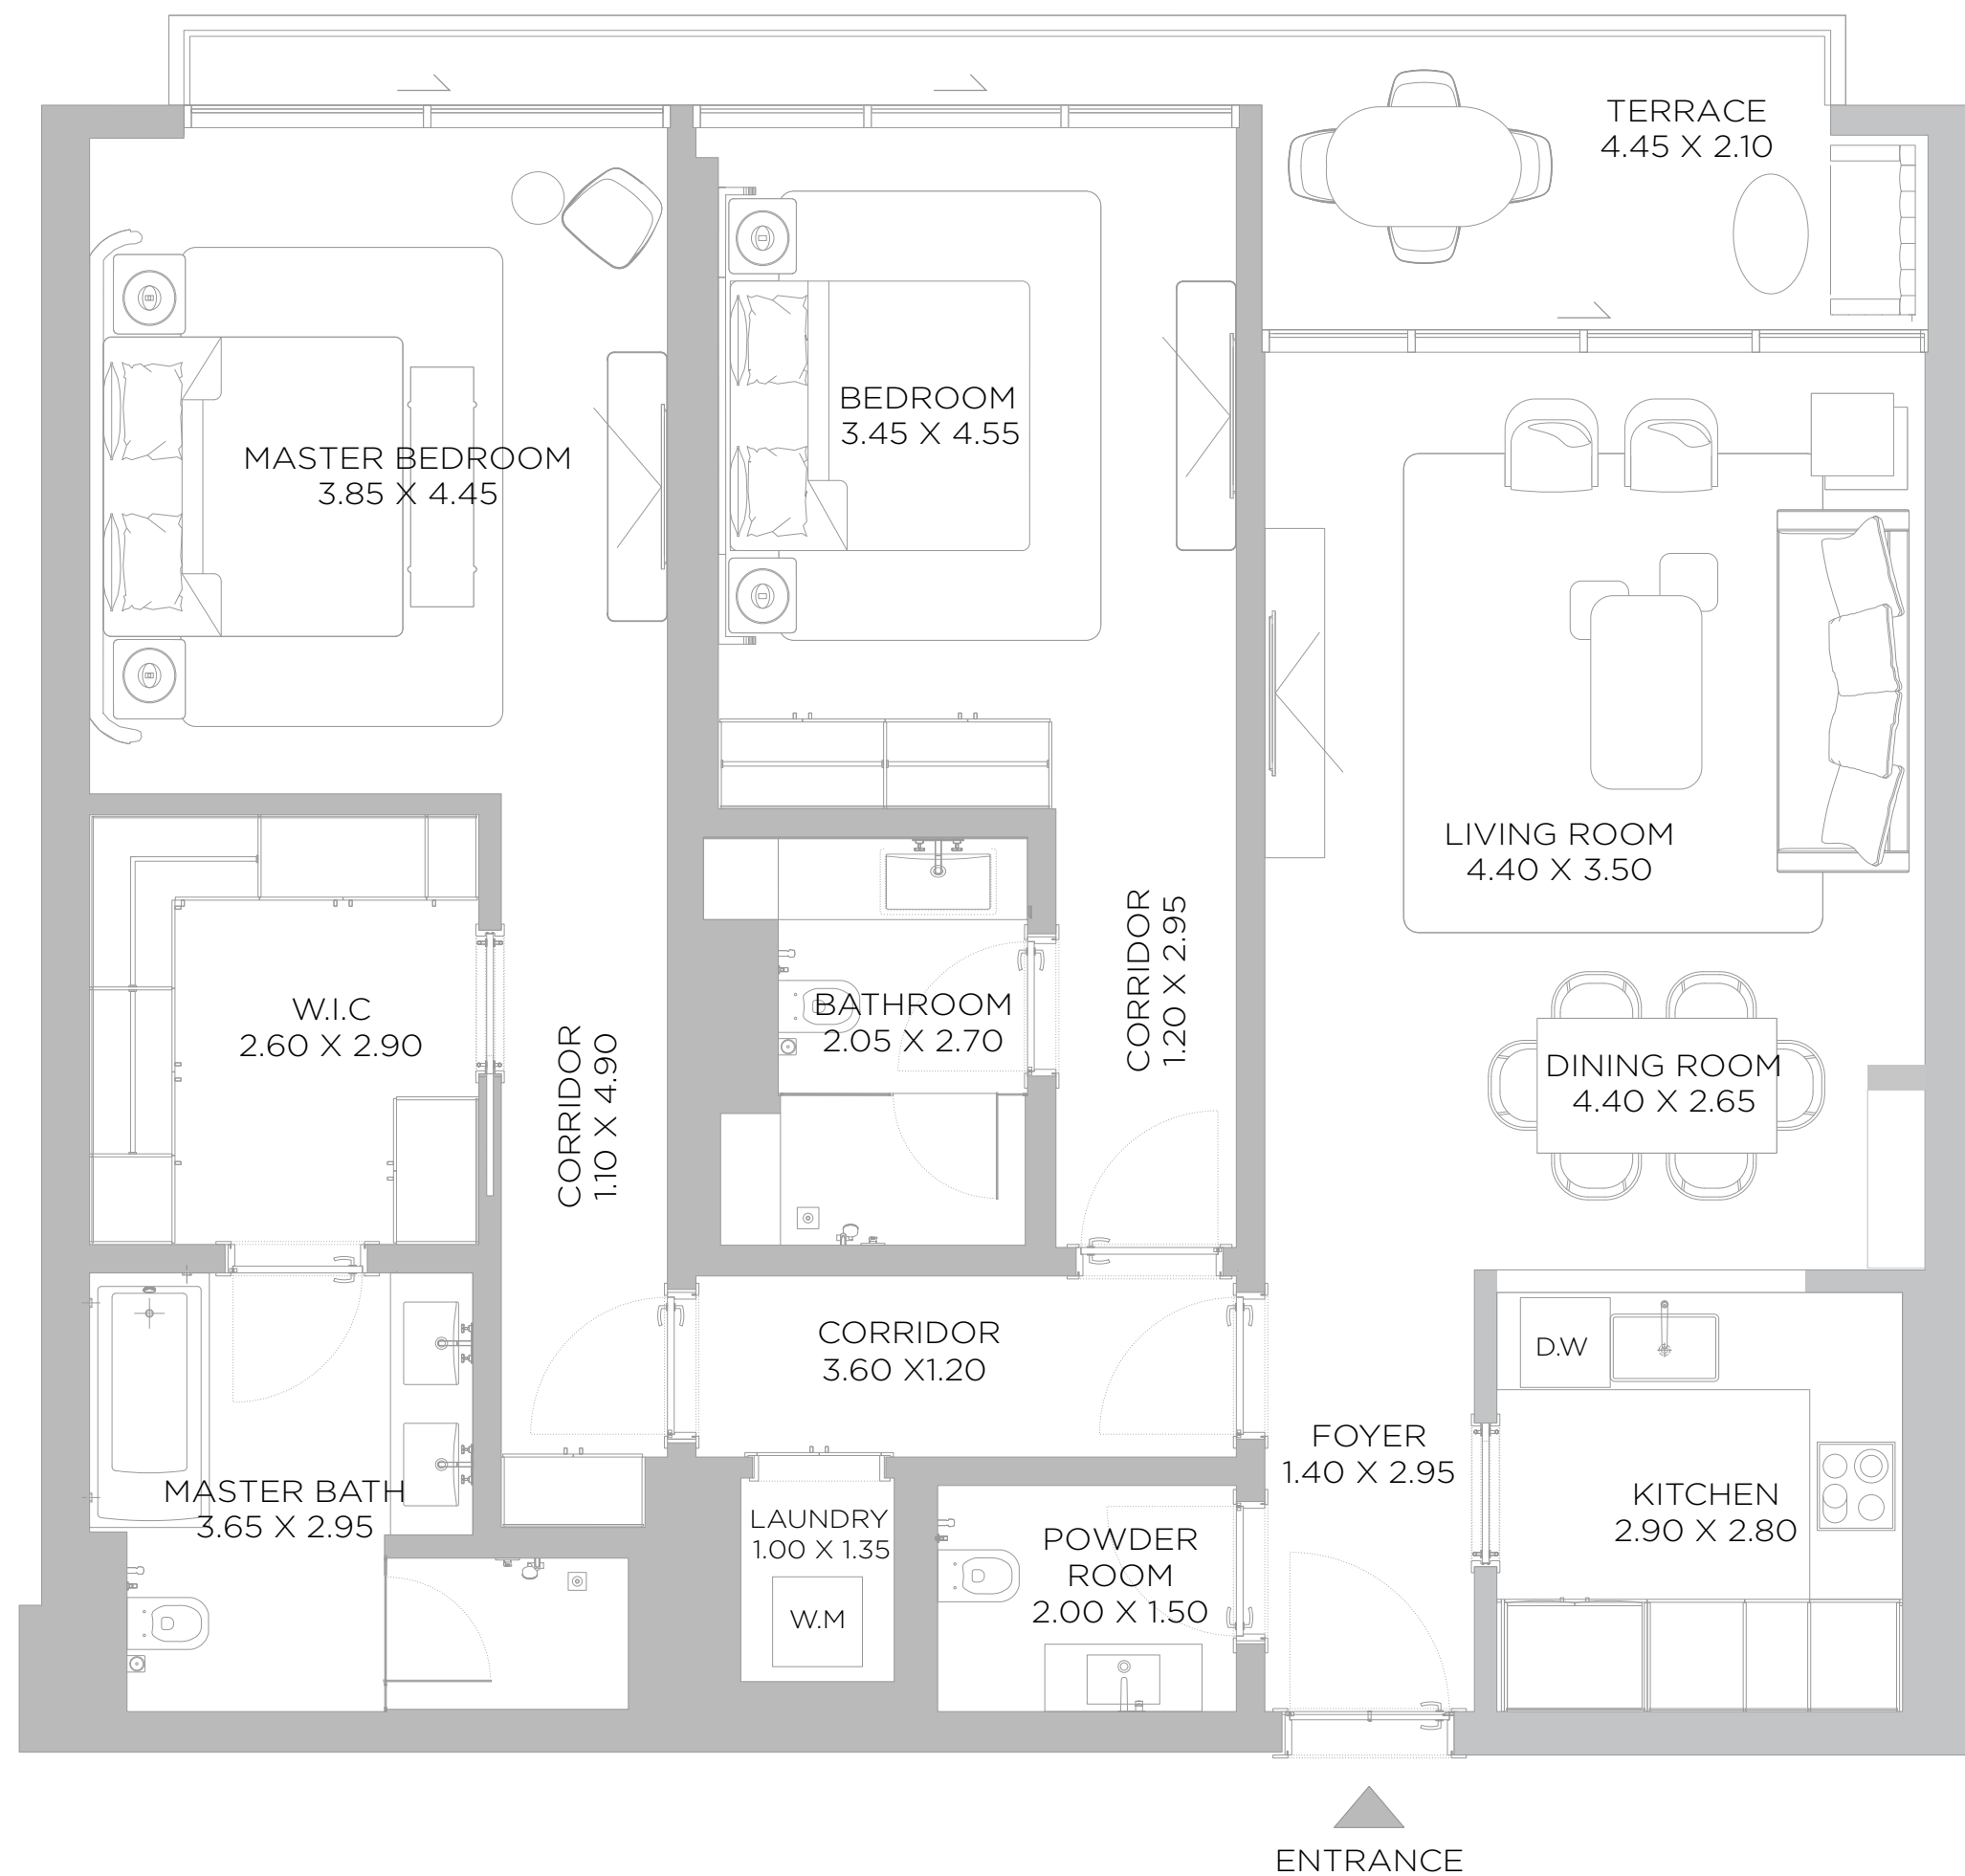 TERRACE
4.45 X 2.10
BEDROOM
3.45 X 4.55
MASTER BEDROOM
3.85 X 4.45
LIVING ROOM
4.40 X 3.50
W.I.C
2.60 X 2.90
CORRIDOR
1.10 X 4.90
BATHROOM
2.05 X 2.70
CORRIDOR
1.20 X 2.95
DINING ROOM
4.40 X 2.65
CORRIDOR
3.60 X1.20
D.W
FOYER
1.40 X 2.95
MASTER BATH
3.65 X 2.95
LAUNDRY
1.00 X 1.35
W.M
POWDER
ROOM
2.00 X 1.50
KITCHEN
2.90 X 2.80
ENTRANCE